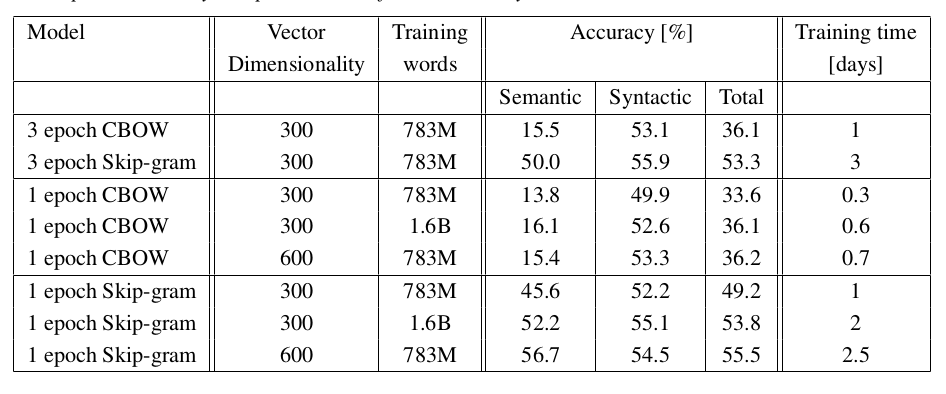 Model Vector Training Accuracy [%] Training time
Dimensionality words [days]
Semantic Syntactic Total
3 epoch CBOW 300 783M 15.5 53.1 36.1 1
3 epoch Skip-gram 300 783M 50.0 55.9 53.3 3
1 epoch CBOW 300 783M 13.8 49.9 33.6 0.3
1 epoch CBOW 300 1.6B 16.1 52.6 36.1 0.6
1 epoch CBOW 600 783M 15.4 53.3 36.2 0.7
1 epoch Skip-gram 300 783M 45.6 52.2 49.2 1
1 epoch Skip-gram 300 1.6B 52.2 55.1 53.8 2
1 epoch Skip-gram 600 783M 56.7 54.5 55.5 2.5